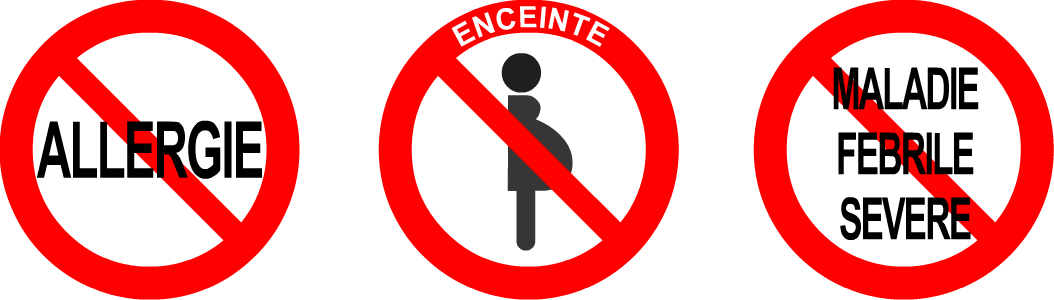 ALLERGIE
ENCEINTE
MALADIE
FEBRILE
SEVERE